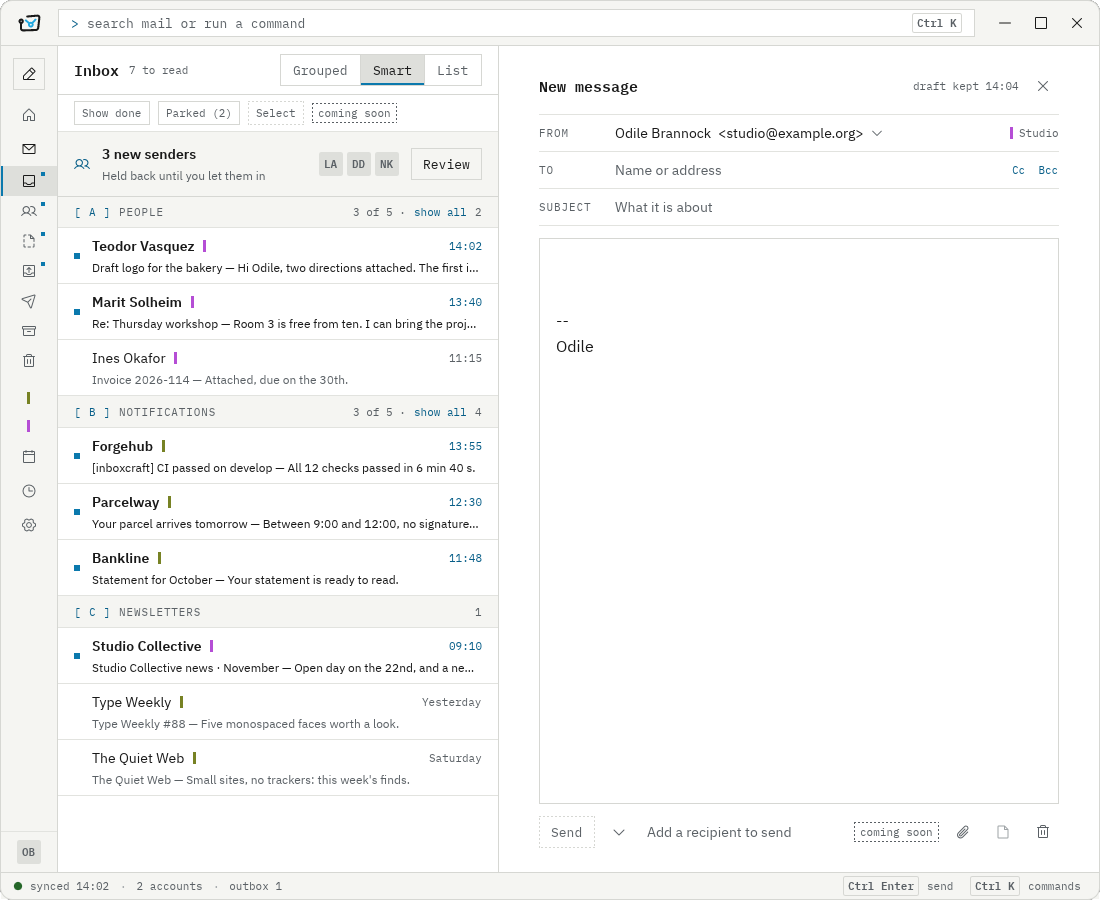 > search mail or run a command Ctrl K
Inbox 7 to read Grouped Smart List
Show done Parked (2) Select coming soon
3 new senders
Held back until you let them in
LA DD NK Review
[ A ] PEOPLE 3 of 5 · show all 2
Teodor Vasquez 14:02
Draft logo for the bakery — Hi Odile, two directions attached. The first i…
Marit Solheim 13:40
Re: Thursday workshop — Room 3 is free from ten. I can bring the proj…
Ines Okafor 11:15
Invoice 2026-114 — Attached, due on the 30th.
[ B ] NOTIFICATIONS 3 of 5 · show all 4
Forgehub 13:55
[inboxcraft] CI passed on develop — All 12 checks passed in 6 min 40 s.
Parcelway 12:30
Your parcel arrives tomorrow — Between 9:00 and 12:00, no signature…
Bankline 11:48
Statement for October — Your statement is ready to read.
[ C ] NEWSLETTERS 1
Studio Collective 09:10
Studio Collective news · November — Open day on the 22nd, and a ne…
Type Weekly Yesterday
Type Weekly #88 — Five monospaced faces worth a look.
The Quiet Web Saturday
The Quiet Web — Small sites, no trackers: this week's finds.
New message draft kept 14:04
FROM Odile Brannock <studio@example.org> Studio
TO Name or address Cc Bcc
SUBJECT What it is about
--
Odile
Send Add a recipient to send coming soon
OB
synced 14:02 · 2 accounts · outbox 1
Ctrl Enter send Ctrl K commands